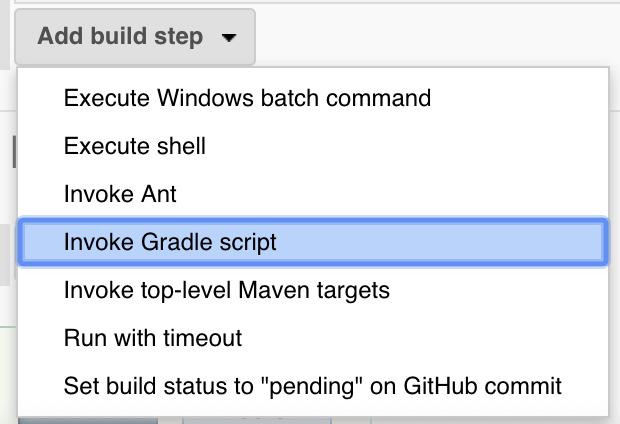 Add build step
Execute Windows batch command
Execute shell
Invoke Ant
Invoke Gradle script
Invoke top-level Maven targets
Run with timeout
Set build status to "pending" on GitHub commit